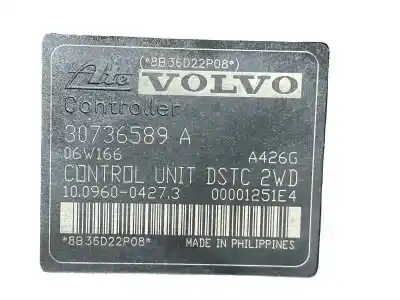 (*8B36D22P08*)
Ate VOLVO
Controller
30736589 A
06W166 A426G
CONTROL UNIT DSTC 2WD
10.0960-0427.3 00001251E4
*8B36D22P08* MADE IN PHILIPPINES